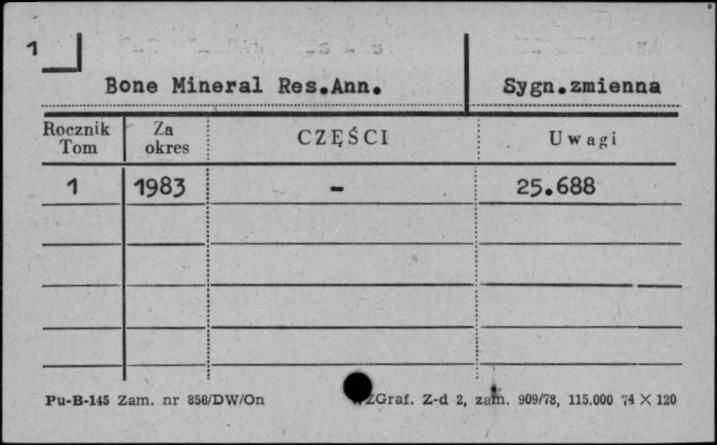 1
Bone Mineral Res.Ann. Sygn.zmienna
Rocznik Tom Za okres CZĘŚCI Uwagi
1 1983 - 25.688
Pu-B-145 Zam. nr 856/DW/On ZGraf. Z-d 2, zam. 909/78, 115.000 74 X 120